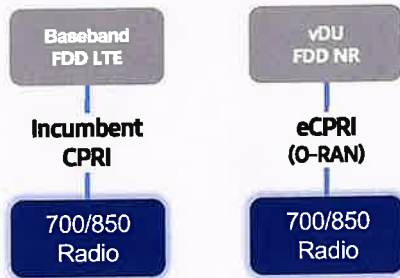 Baseband
FDD LTE
Incumbent
CPRI
700/850
Radio
vDU
FDD NR
eCPRI
(O-RAN)
700/850
Radio